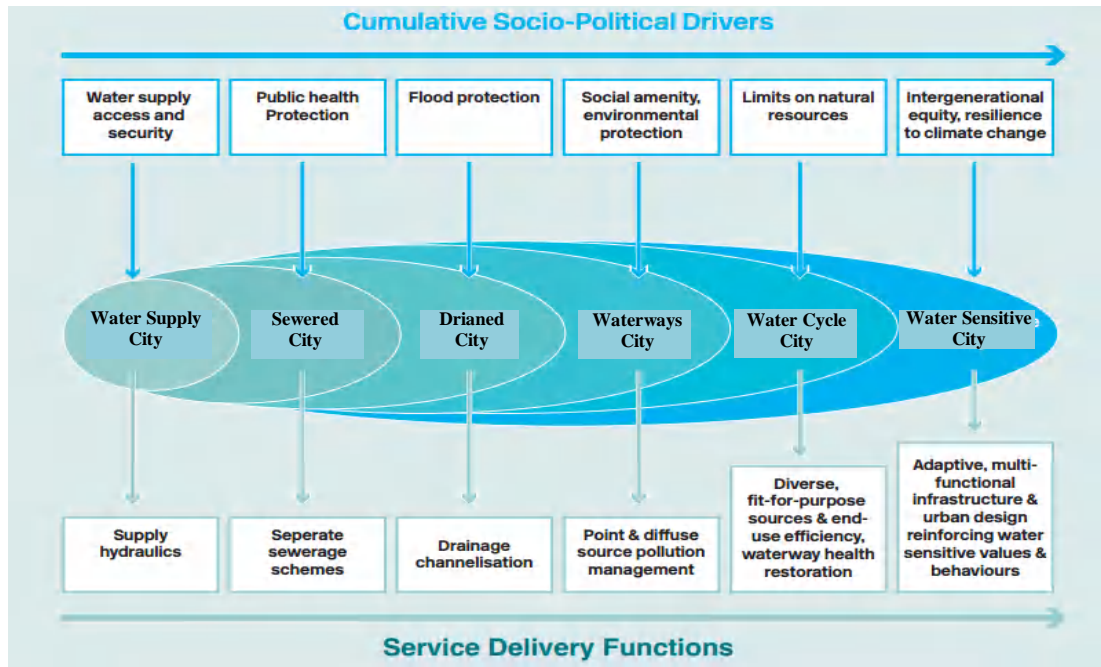 Cumulative Socio-Political Drivers
Water supply
access and
security
Public health
Protection
Flood protection
Social amenity,
environmental
protection
Limits on natural
resources
Intergenerational
equity, resilience
to climate change
Water Supply
City
Sewered
City
Drianed
City
Waterways
City
Water Cycle
City
Water Sensitive
City
Supply
hydraulics
Seperate
sewerage
schemes
Drainage
channelisation
Point & diffuse
source pollution
management
Diverse,
fit-for-purpose
sources & end-
use efficiency,
waterway health
restoration
Adaptive, multi-
functional
infrastructure &
urban design
reinforcing water
sensitive values &
behaviours
Service Delivery Functions